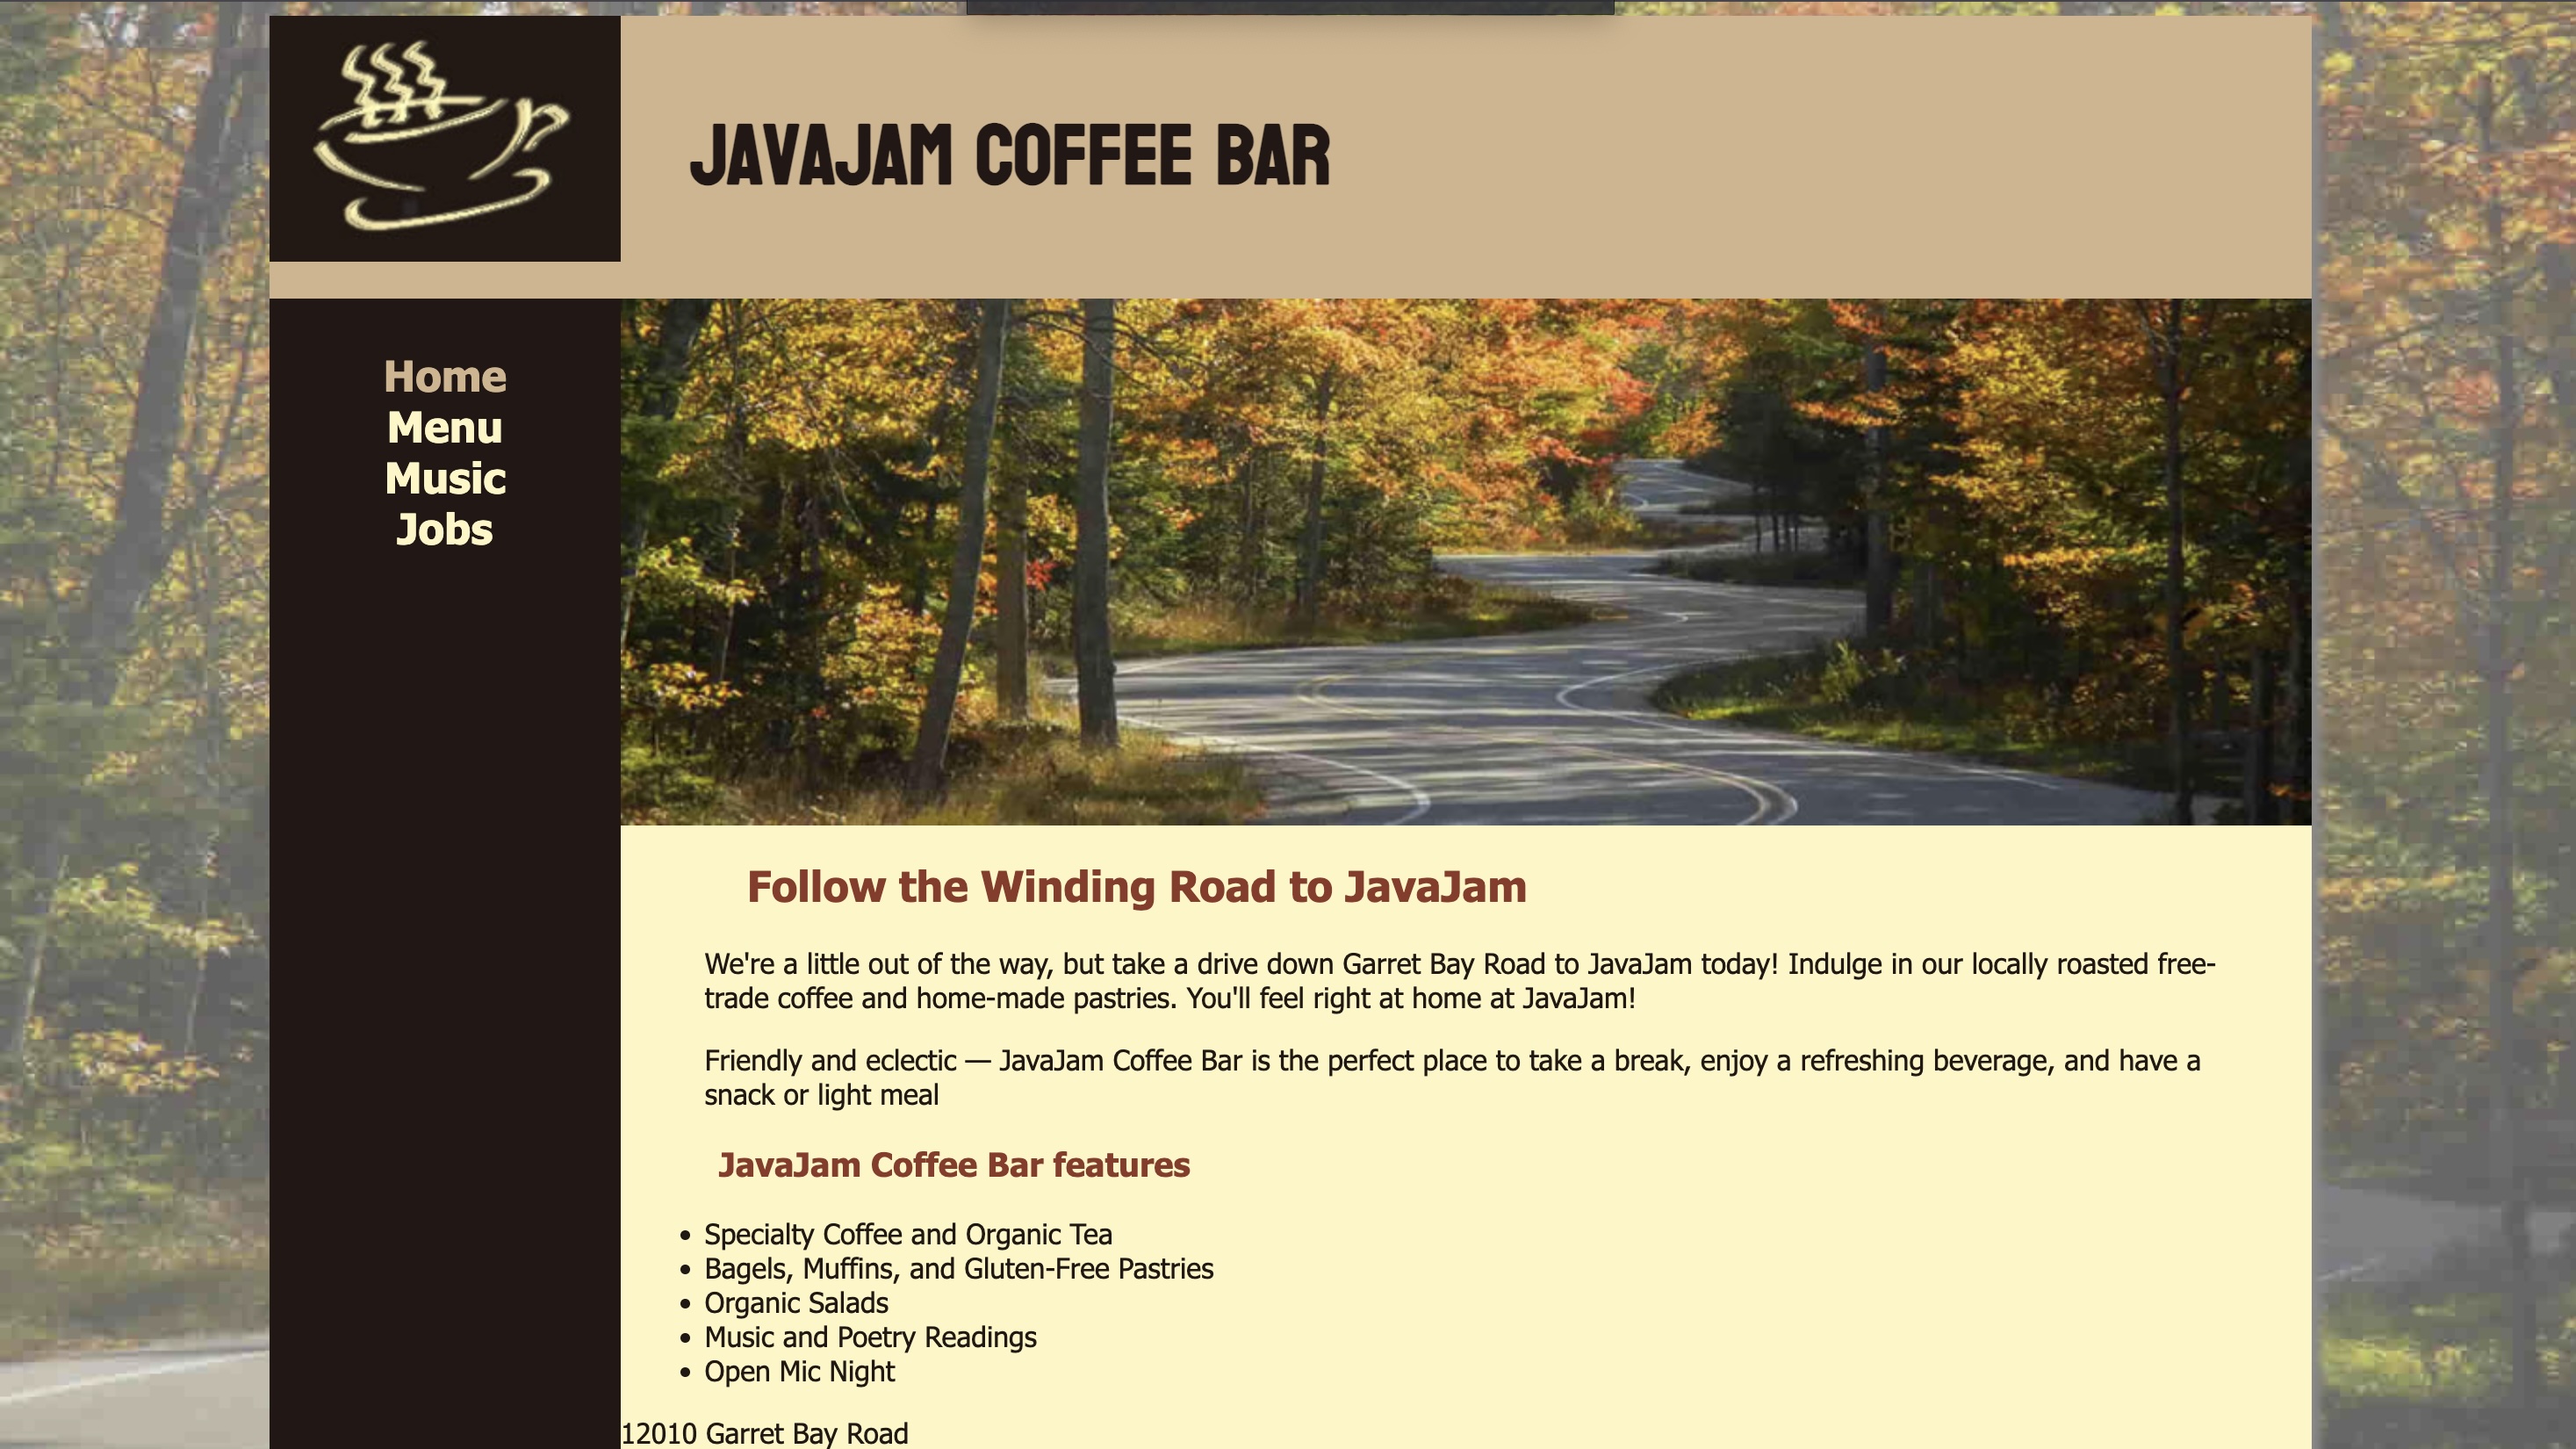 JAVAJAM COFFEE BAR
Home
Menu
Music
Jobs
Follow the Winding Road to JavaJam
We're a little out of the way, but take a drive down Garret Bay Road to JavaJam today! Indulge in our locally roasted free-
trade coffee and home-made pastries. You'll feel right at home at JavaJam!
Friendly and eclectic — JavaJam Coffee Bar is the perfect place to take a break, enjoy a refreshing beverage, and have a
snack or light meal
JavaJam Coffee Bar features
• Specialty Coffee and Organic Tea
• Bagels, Muffins, and Gluten-Free Pastries
• Organic Salads
• Music and Poetry Readings
• Open Mic Night
12010 Garret Bay Road